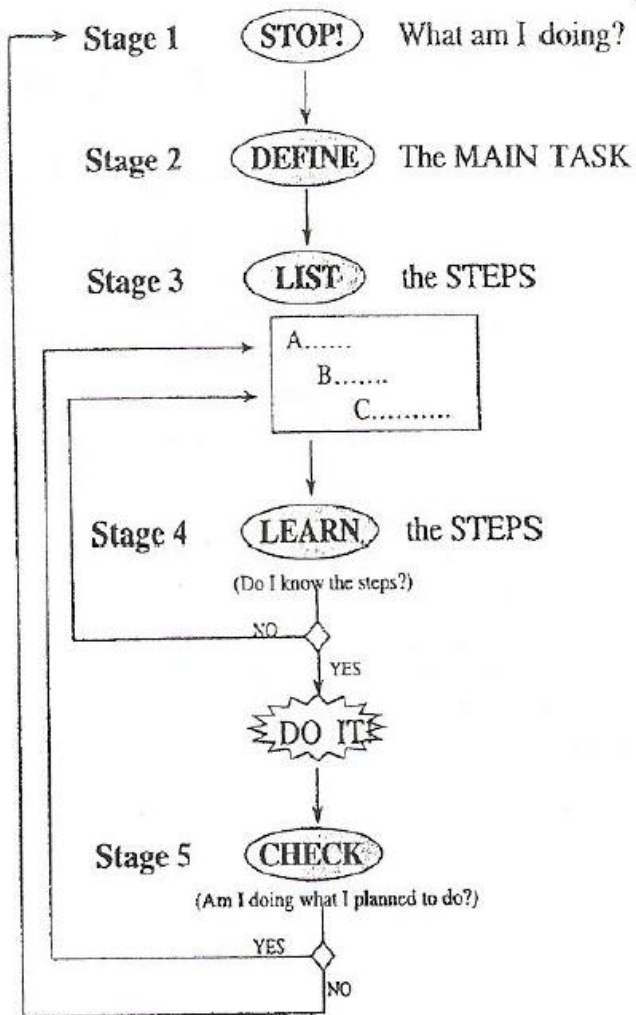 Stage 1 STOP! What am I doing?
Stage 2 DEFINE The MAIN TASK
Stage 3 LIST the STEPS
A......
B.......
C..........
Stage 4 LEARN the STEPS
(Do I know the steps?)
NO
YES
DO IT
Stage 5 CHECK
(Am I doing what I planned to do?)
YES
NO